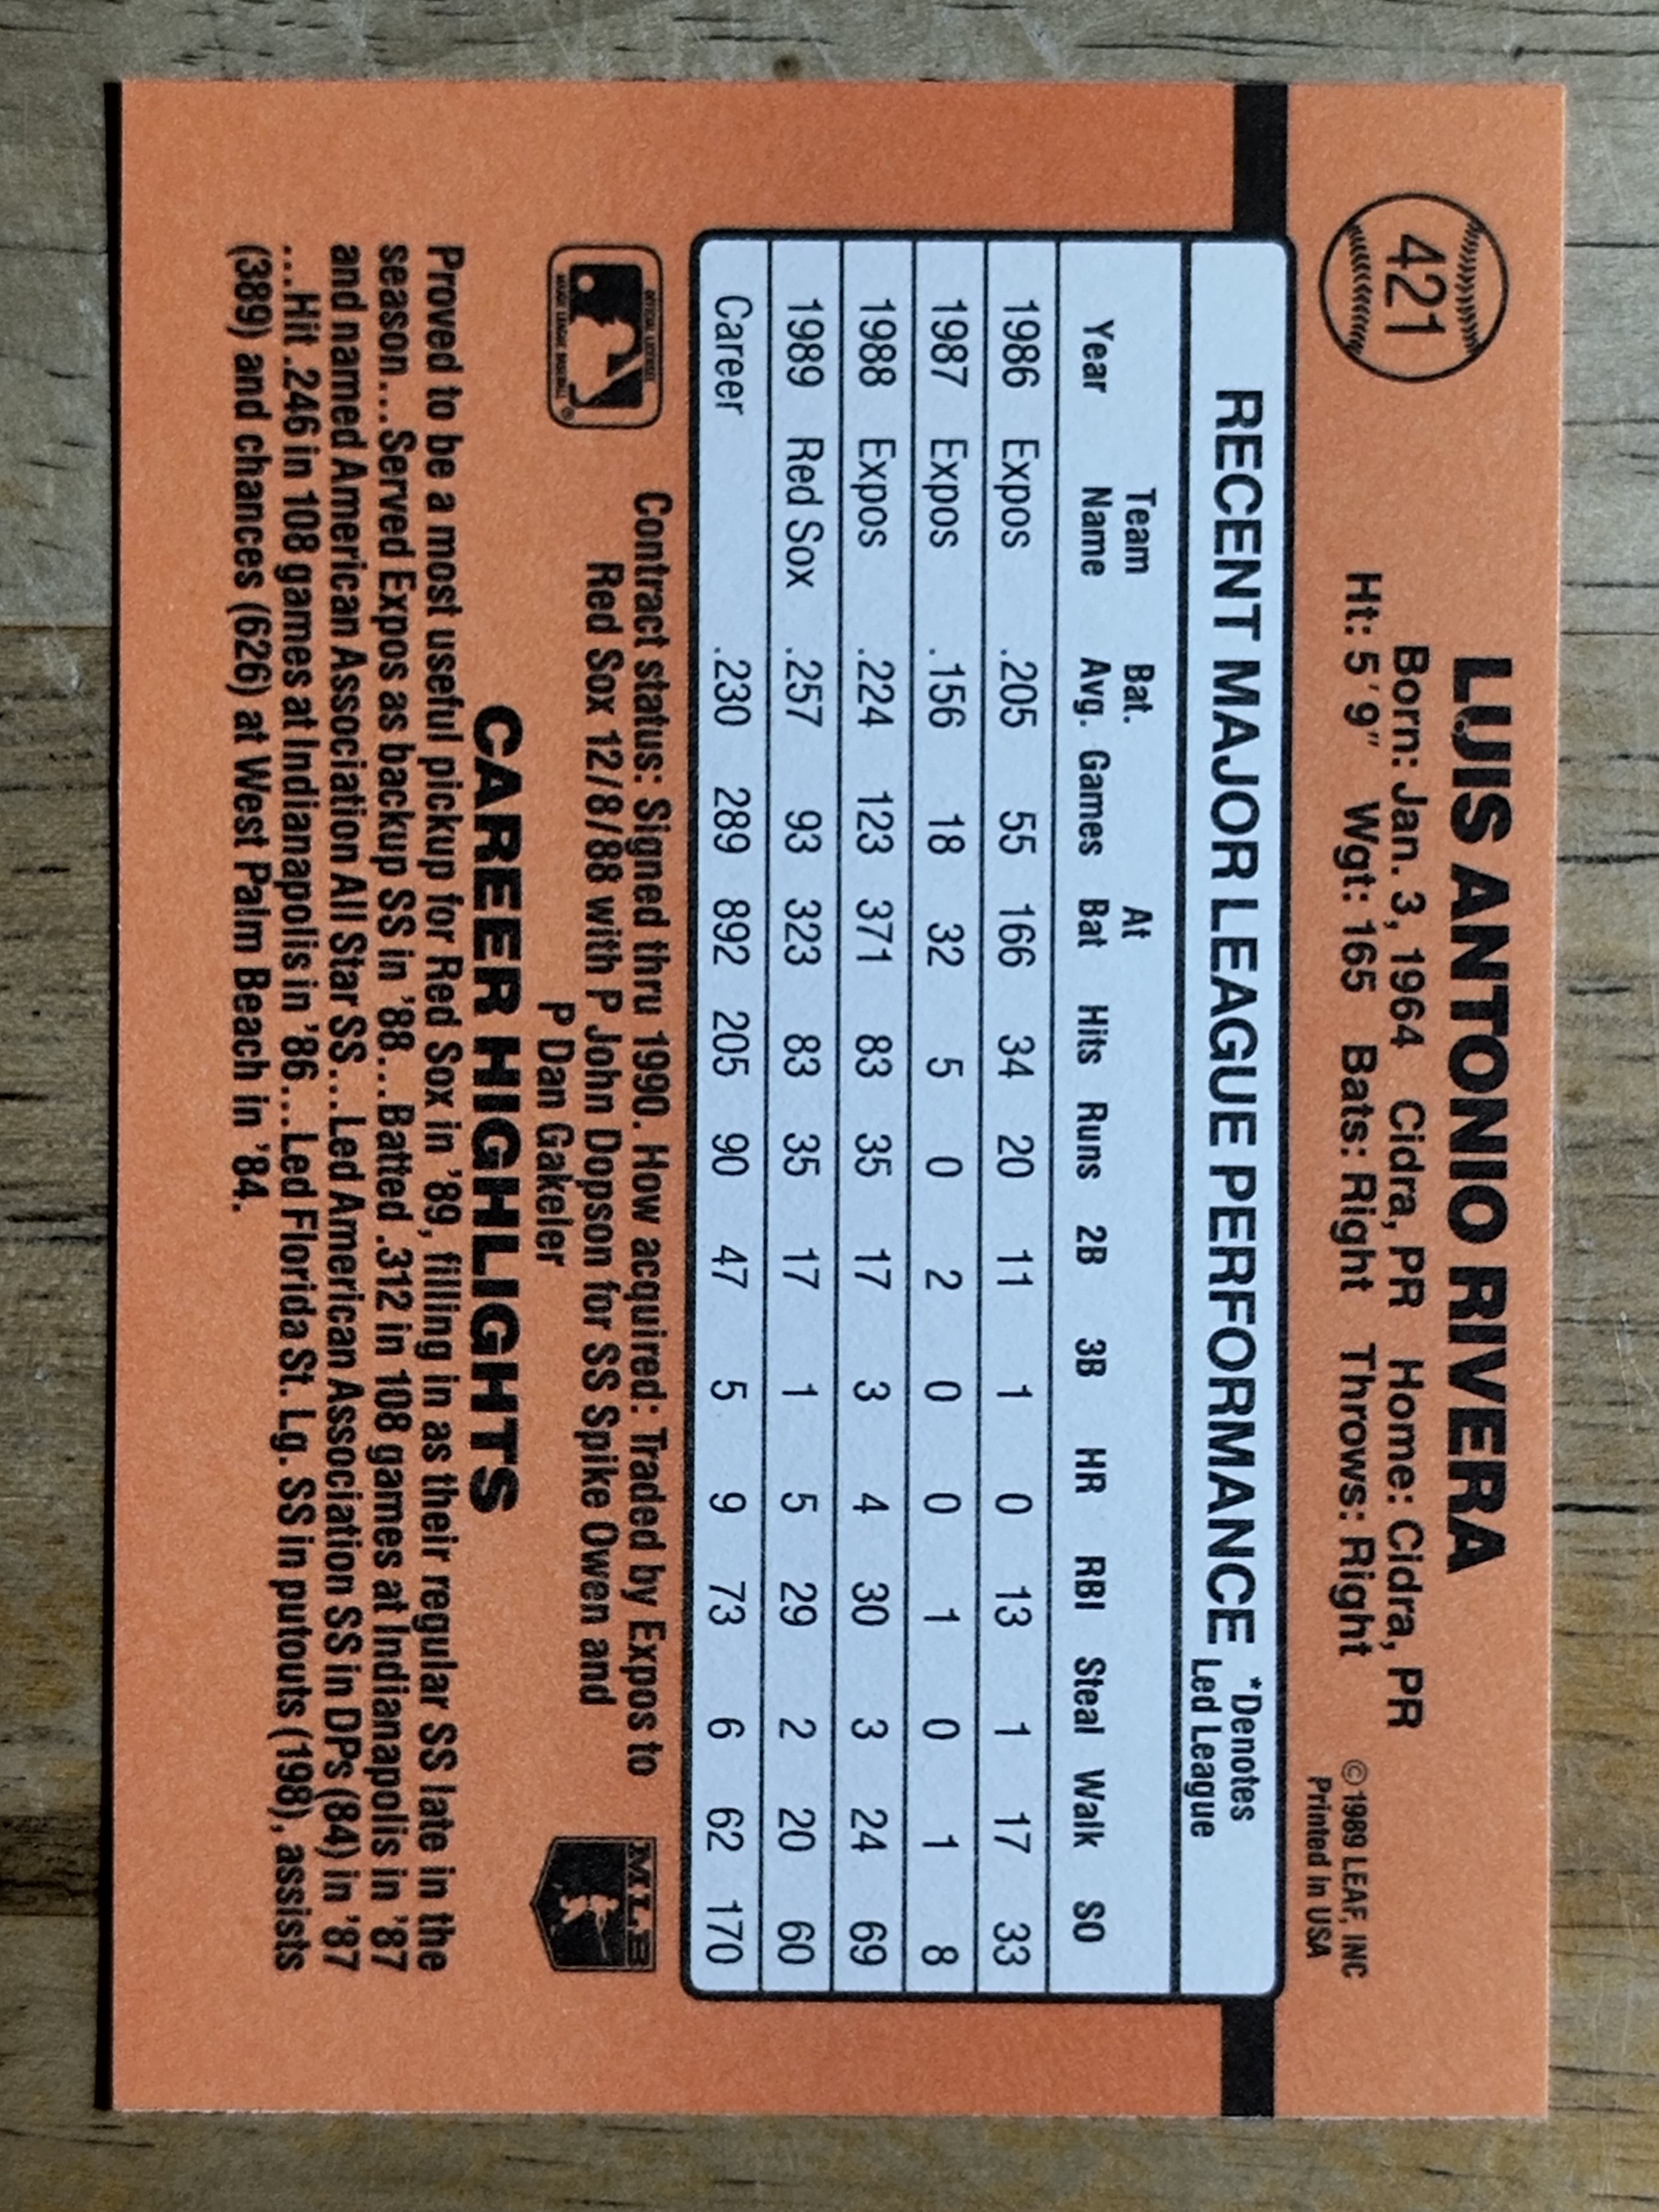 421
LUIS ANTONIO RIVERA
Born: Jan. 3, 1964 Cidra, PR Home: Cidra, PR
Ht: 5'9" Wgt: 165 Bats: Right Throws: Right
© 1989 LEAF, INC
Printed In USA
RECENT MAJOR LEAGUE PERFORMANCE *Denotes Led League
Year Team Name Bat. Avg. Games At Bat Hits Runs 2B 3B HR RBI Steal Walk SO
1986 Expos .205 55 166 34 20 11 1 0 13 1 17 33
1987 Expos .156 18 32 5 0 2 0 0 1 0 1 8
1988 Expos .224 123 371 83 35 17 3 4 30 3 24 69
1989 Red Sox .257 93 323 83 35 17 1 5 29 2 20 60
Career .230 289 892 205 90 47 5 9 73 6 62 170
OFFICIAL LICENSEE
MAJOR LEAGUE BASEBALL ®
Contract status: Signed thru 1990. How acquired: Traded by Expos to
Red Sox 12/8/88 with P John Dopson for SS Spike Owen and
P Dan Gakeler
M.L.B
CAREER HIGHLIGHTS
Proved to be a most useful pickup for Red Sox in '89, filling in as their regular SS late in the
season...Served Expos as backup SS in '88...Batted .312 in 108 games at Indianapolis in '87
and named American Association All Star SS...Led American Association SS in DPs (84) in '87
...Hit .246 in 108 games at Indianapolis in '86...Led Florida St. Lg. SS in putouts (198), assists
(389) and chances (626) at West Palm Beach in '84.